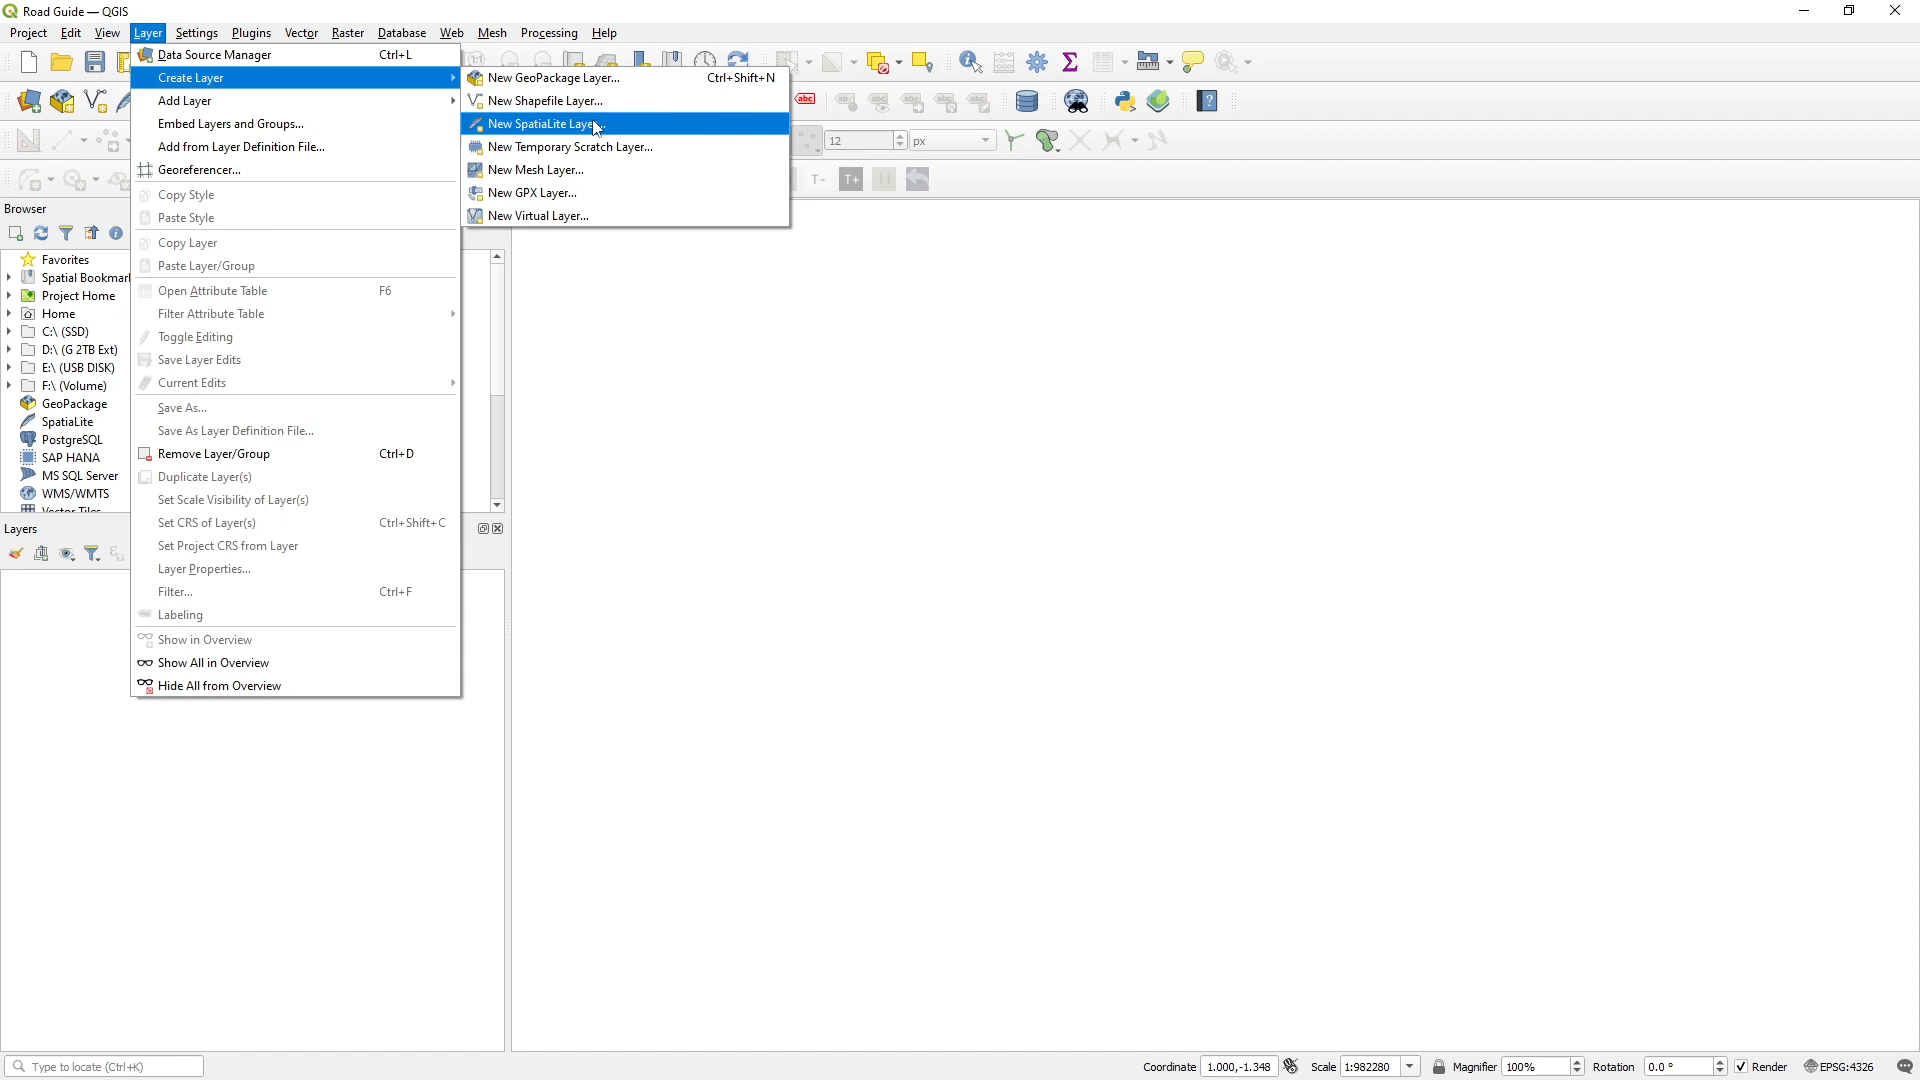 Road Guide — QGIS
Project Edit View Layer Settings Plugins Vector Raster Database Web Mesh Processing Help
Data Source Manager Ctrl+L
Create Layer
Add Layer
Embed Layers and Groups...
Add from Layer Definition File...
Georeferencer...
Copy Style
Paste Style
Copy Layer
Paste Layer/Group
Open Attribute Table F6
Filter Attribute Table
Toggle Editing
Save Layer Edits
Current Edits
Save As...
Save As Layer Definition File...
Remove Layer/Group Ctrl+D
Duplicate Layer(s)
Set Scale Visibility of Layer(s)
Set CRS of Layer(s) Ctrl+Shift+C
Set Project CRS from Layer
Layer Properties...
Filter... Ctrl+F
Labeling
Show in Overview
Show All in Overview
Hide All from Overview
New GeoPackage Layer... Ctrl+Shift+N
New Shapefile Layer...
New SpatiaLite Laye
New Temporary Scratch Layer...
New Mesh Layer...
New GPX Layer...
New Virtual Layer...
abc ab abc abc abc abc
12 px
T- T+
Browser
Favorites
Spatial Bookmar
Project Home
Home
C:\ (SSD)
D:\ (G 2TB Ext)
E:\ (USB DISK)
F:\ (Volume)
GeoPackage
SpatiaLite
PostgreSQL
SAP HANA
MS SQL Server
WMS/WMTS
Vector Tiles
Layers
Type to locate (Ctrl+K)
Coordinate 1.000,-1.348 Scale 1:982280 Magnifier 100% Rotation 0.0 ° Render EPSG:4326